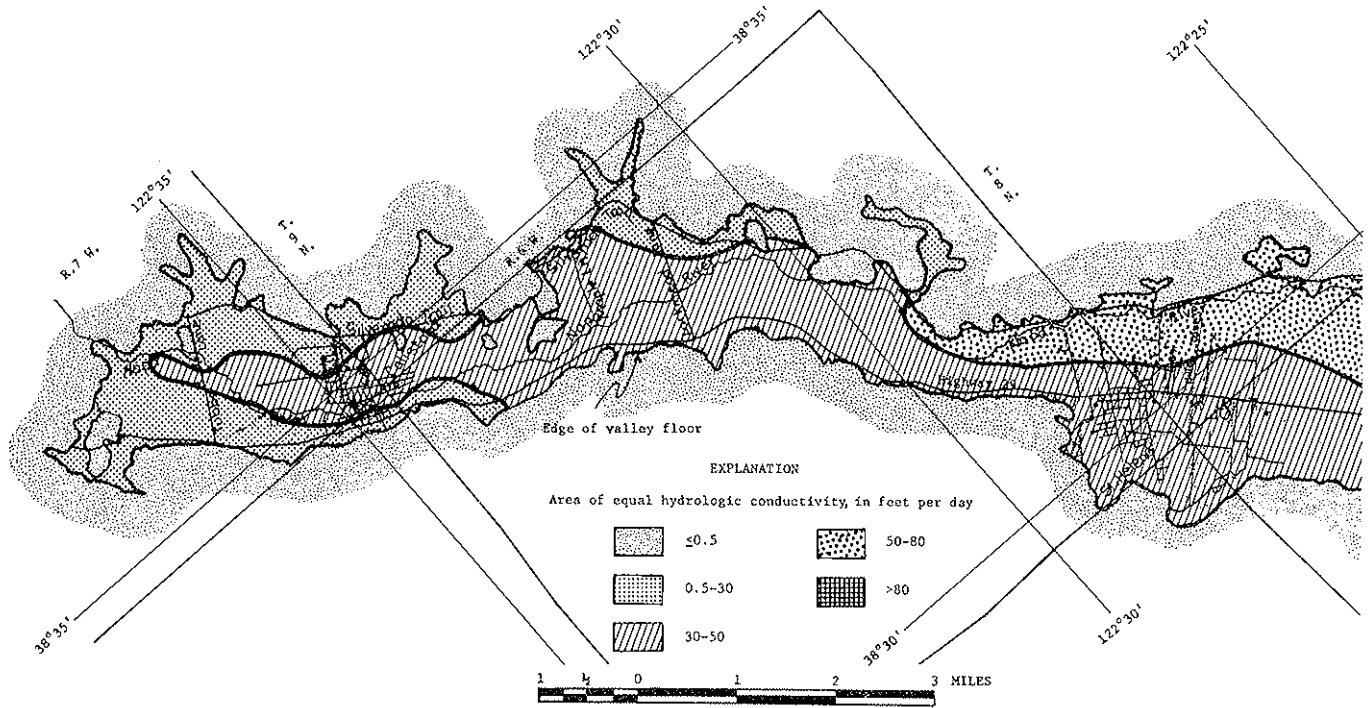 122°30'
38°35'
122°25'
122°35'
T. 9 N.
T. 8 N.
R.7 W.
R.6 W.
River
Highway 29
Edge of valley floor
EXPLANATION
Area of equal hydrologic conductivity, in feet per day
≤0.5
50-80
0.5-30
>80
30-50
38°35'
38°30'
122°30'
1 ½ 0 1 2 3 MILES